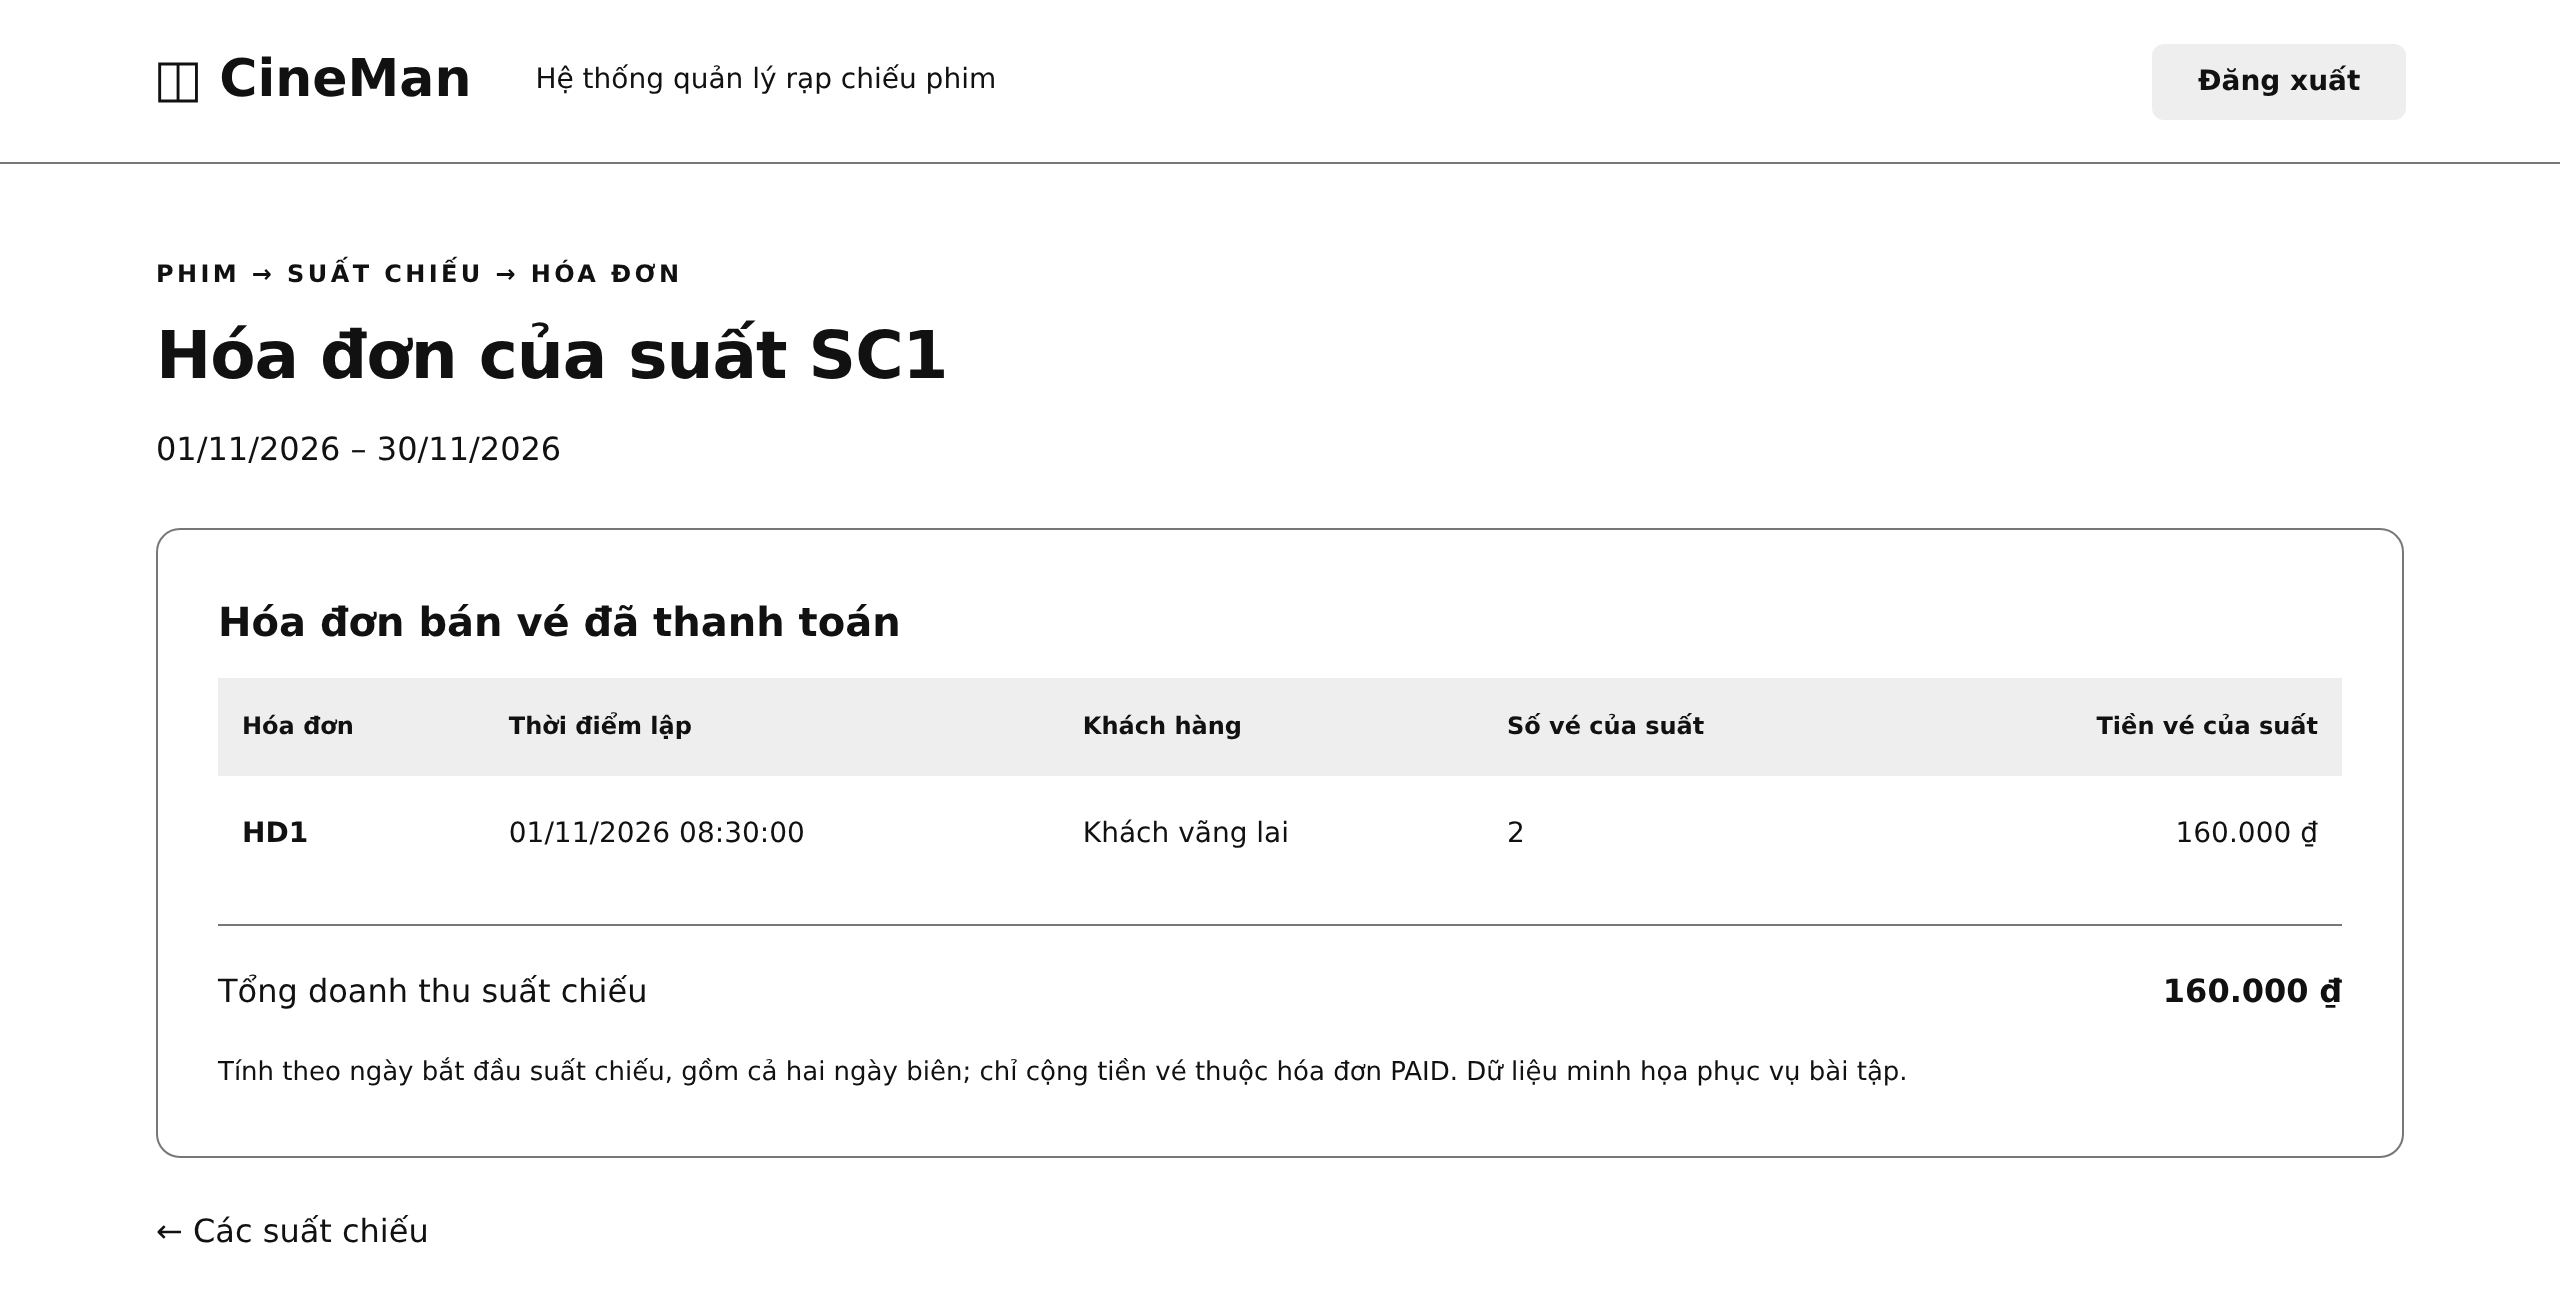 CineMan
Hệ thống quản lý rạp chiếu phim
Đăng xuất
PHIM → SUẤT CHIẾU → HÓA ĐƠN
Hóa đơn của suất SC1
01/11/2026 – 30/11/2026
Hóa đơn bán vé đã thanh toán
Hóa đơn Thời điểm lập Khách hàng Số vé của suất Tiền vé của suất
HD1 01/11/2026 08:30:00 Khách vãng lai 2 160.000 ₫
Tổng doanh thu suất chiếu 160.000 ₫
Tính theo ngày bắt đầu suất chiếu, gồm cả hai ngày biên; chỉ cộng tiền vé thuộc hóa đơn PAID. Dữ liệu minh họa phục vụ bài tập.
← Các suất chiếu